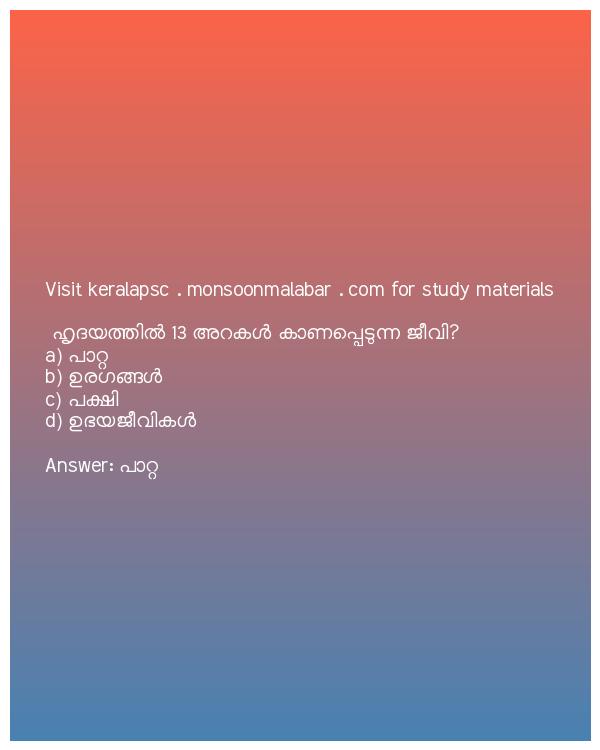 Visit keralapsc . monsoonmalabar . com for study materials
ഹൃദയത്തിൽ 13 അറകൾ കാണപ്പെടുന്ന ജീവി?
a) പാറ്റ
b) ഉരഗങ്ങൾ
c) പക്ഷി
d) ഉഭയജീവികൾ
Answer: പാറ്റ